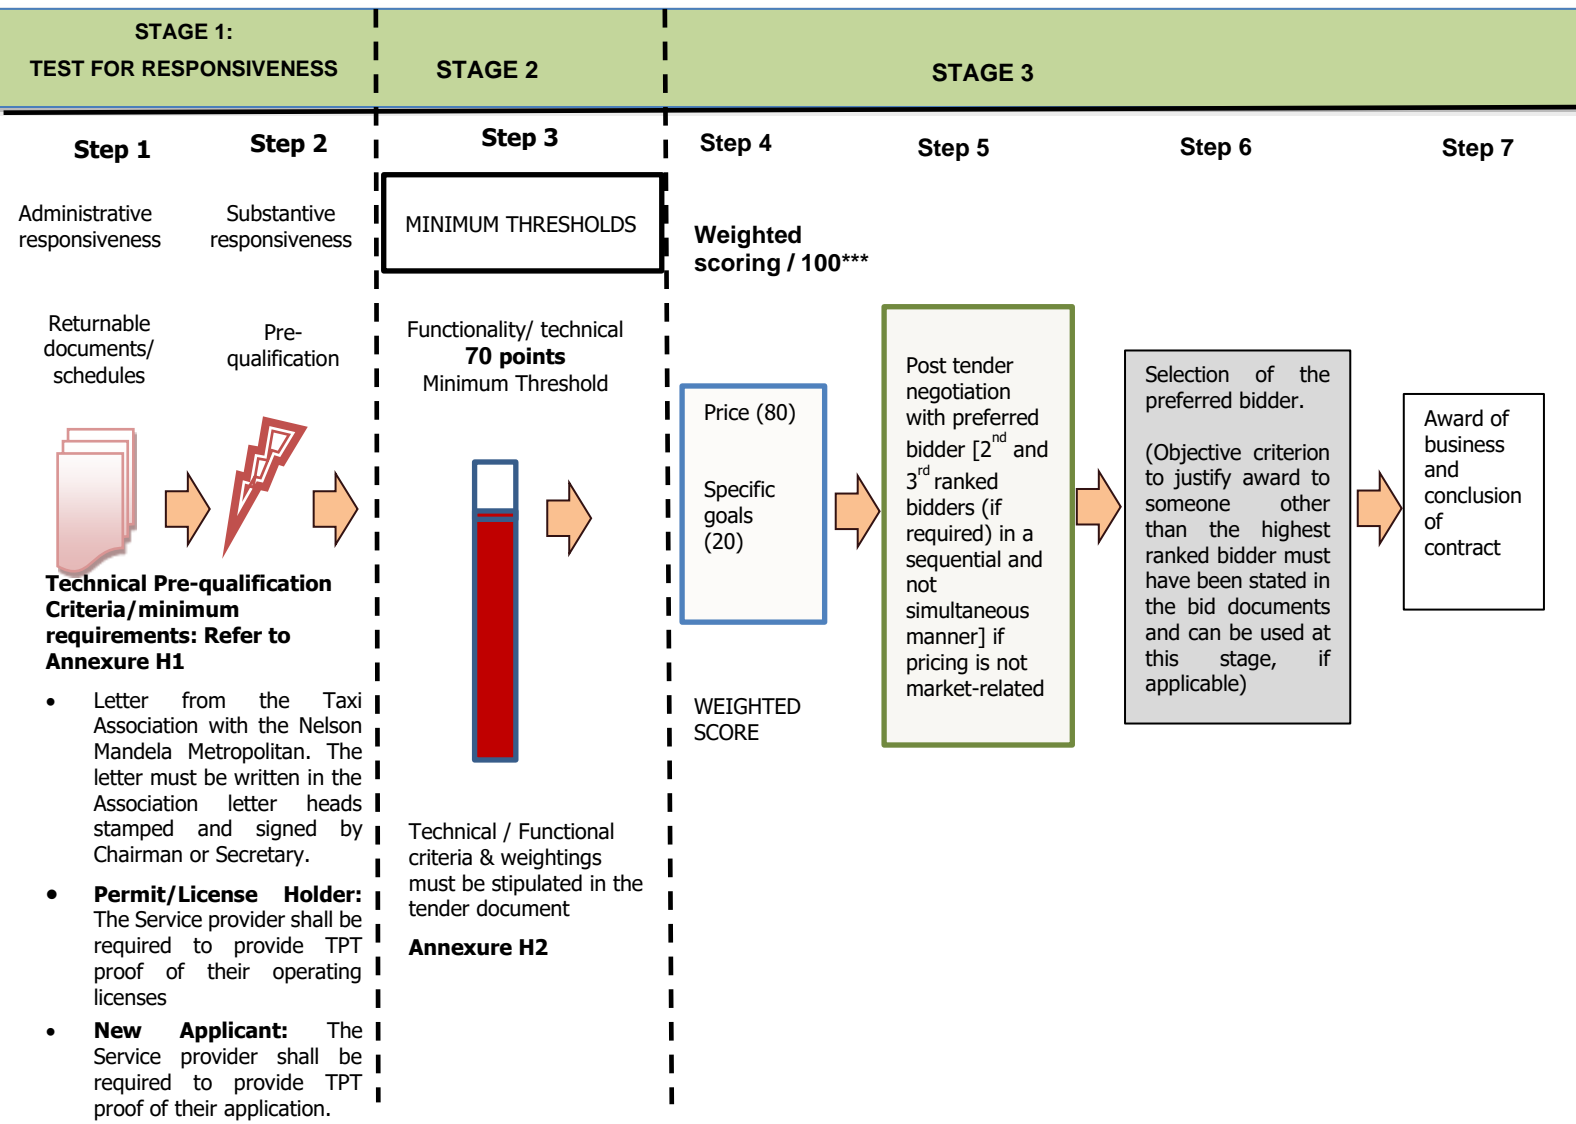 STAGE 1:
TEST FOR RESPONSIVENESS
STAGE 2
STAGE 3
Step 1
Step 2
Step 3
Step 4
Step 5
Step 6
Step 7
Administrative
responsiveness
Substantive
responsiveness
MINIMUM THRESHOLDS
Weighted
scoring / 100***
Returnable
documents/
schedules
Pre-
qualification
Functionality/ technical
70 points
Minimum Threshold
Price (80)
Specific
goals
(20)
Post tender
negotiation
with preferred
bidder [2nd and
3rd ranked
bidders (if
required) in a
sequential and
not
simultaneous
manner] if
pricing is not
market-related
Selection of the
preferred bidder.
(Objective criterion
to justify award to
someone other
than the highest
ranked bidder must
have been stated in
the bid documents
and can be used at
this stage, if
applicable)
Award of
business
and
conclusion
of
contract
Technical Pre-qualification
Criteria/minimum
requirements: Refer to
Annexure H1
• Letter from the Taxi
Association with the Nelson
Mandela Metropolitan. The
letter must be written in the
Association letter heads
stamped and signed by
Chairman or Secretary.
• Permit/License Holder:
The Service provider shall be
required to provide TPT
proof of their operating
licenses
• New Applicant: The
Service provider shall be
required to provide TPT
proof of their application.
WEIGHTED
SCORE
Technical / Functional
criteria & weightings
must be stipulated in the
tender document
Annexure H2